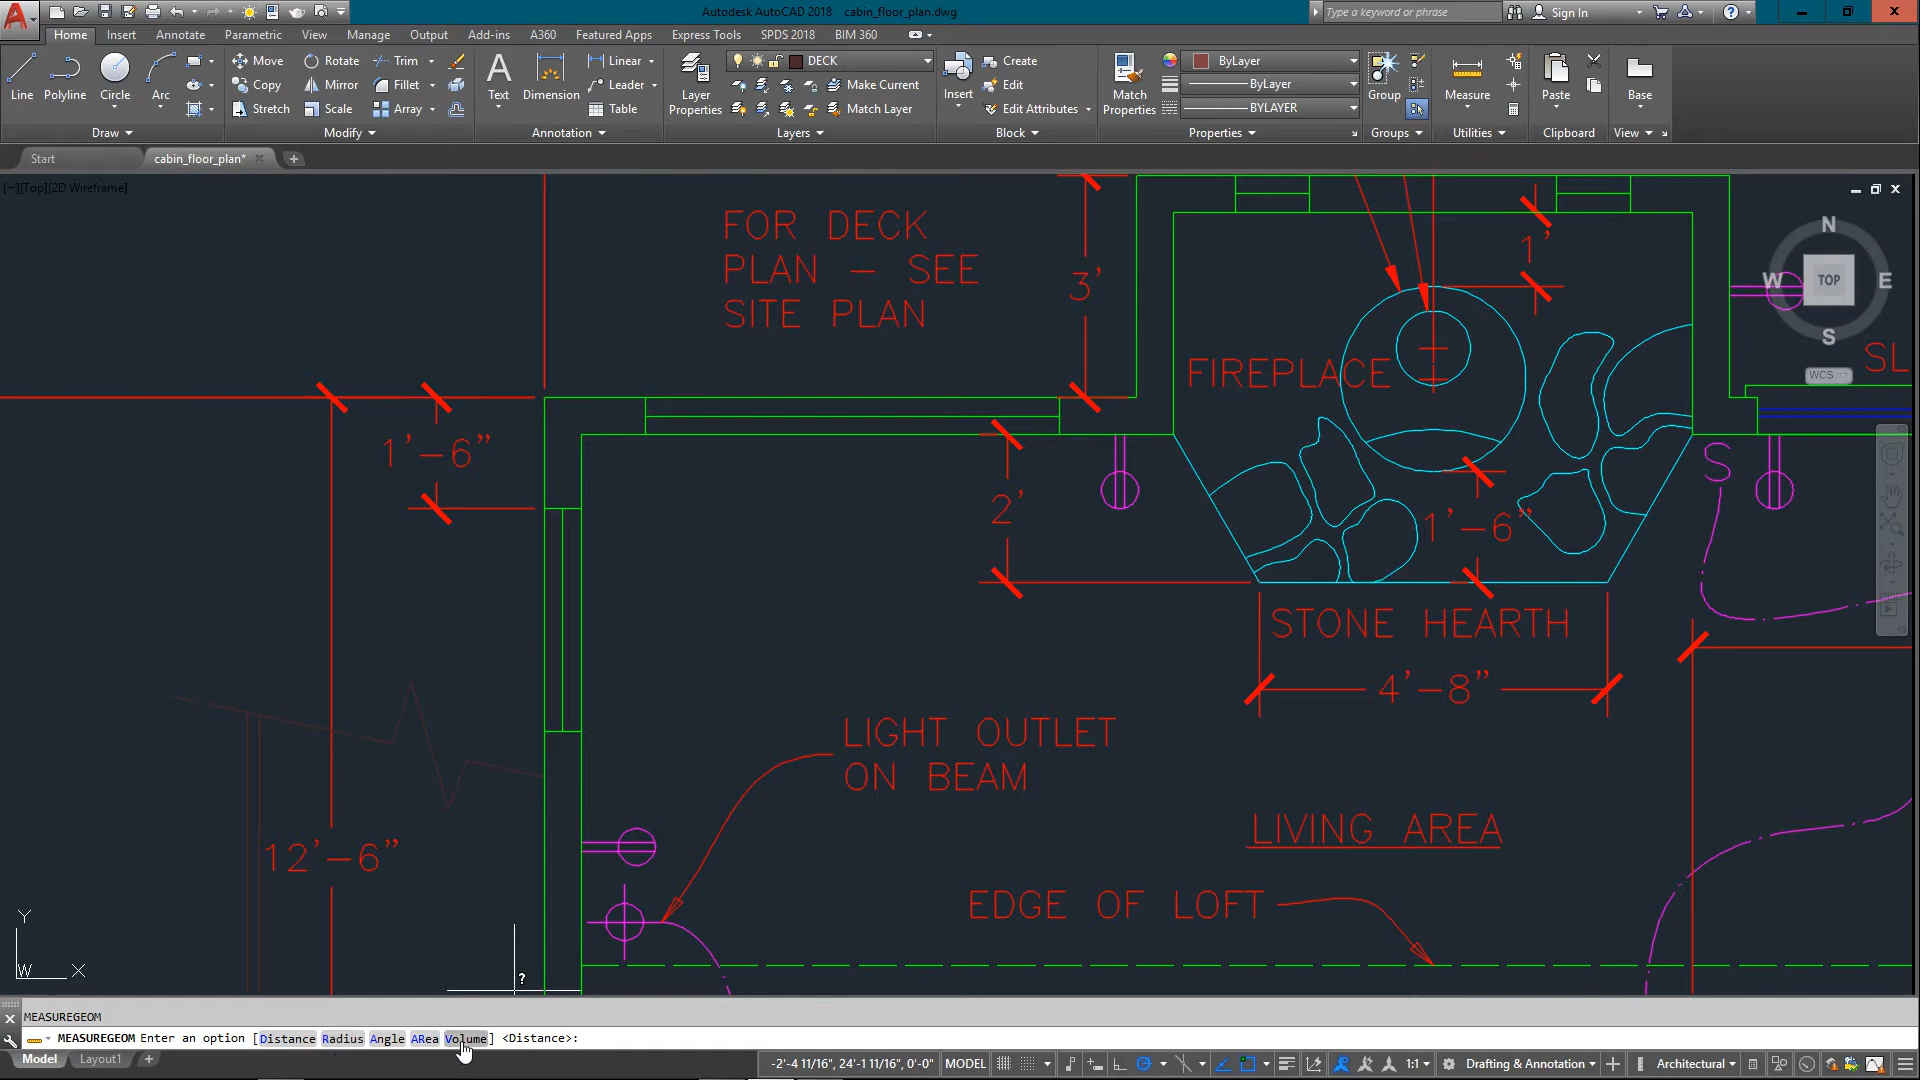 Autodesk AutoCAD 2018 cabin_floor_plan.dwg
Type a keyword or phrase
Sign In
Home Insert Annotate Parametric View Manage Output Add-ins A360 Featured Apps Express Tools SPDS 2018 BIM 360
Line Polyline Circle Arc
Move Rotate Trim
Copy Mirror Fillet
Stretch Scale Array
Text Dimension
Linear
Leader
Table
Layer Properties
DECK
Make Current
Match Layer
Insert
Create
Edit
Edit Attributes
Match Properties
ByLayer
ByLayer
BYLAYER
Group
Measure
Paste
Base
Draw Modify Annotation Layers Block Properties Groups Utilities Clipboard View
Start cabin_floor_plan*
[−][Top][2D Wireframe]
FOR DECK
PLAN – SEE
SITE PLAN
3'
1'
N
W TOP E
S
WCS
FIREPLACE
SL
1'–6"
2'
S
1'–6"
STONE HEARTH
4'–8"
LIGHT OUTLET
ON BEAM
LIVING AREA
12'–6"
EDGE OF LOFT
Y
W X
?
MEASUREGEOM
MEASUREGEOM Enter an option [Distance Radius Angle ARea Volume] <Distance>:
Model Layout1
-2'-4 11/16", 24'-1 11/16", 0'-0" MODEL 1:1 Drafting & Annotation Architectural